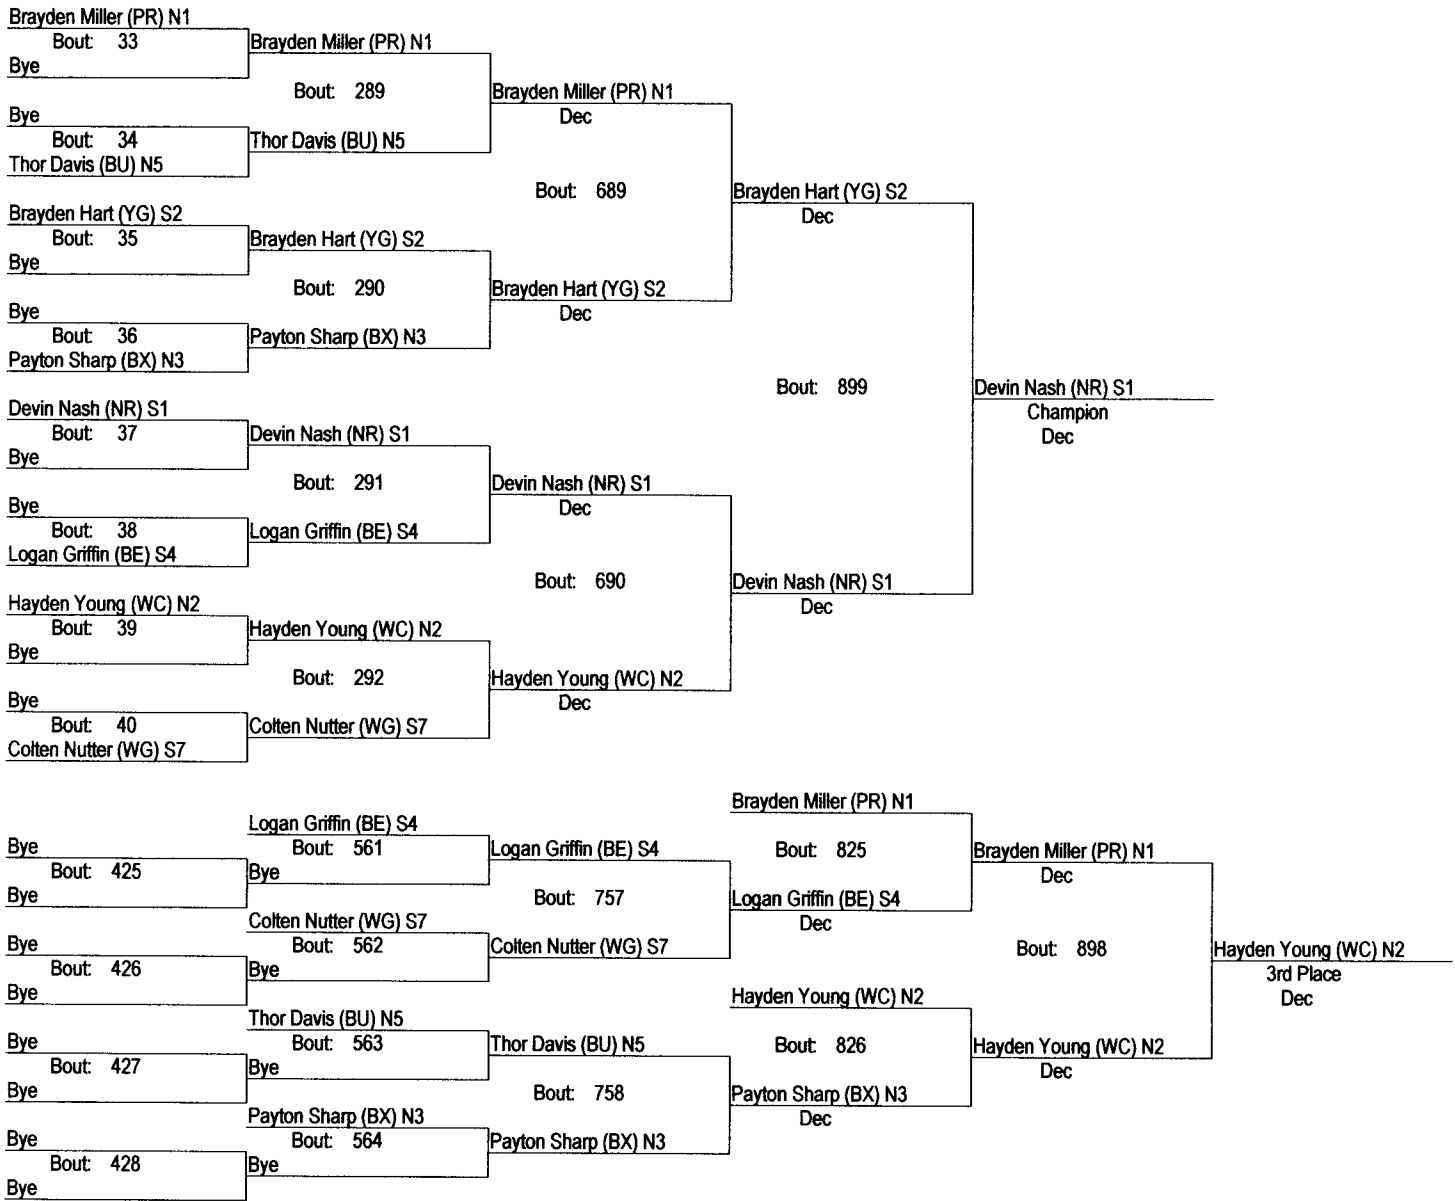 Brayden Miller (PR) N1
Bout: 33
Bye
Brayden Miller (PR) N1
Bout: 289
Bye
Bout: 34
Thor Davis (BU) N5
Thor Davis (BU) N5
Brayden Miller (PR) N1
Dec
Bout: 689
Brayden Hart (YG) S2
Bout: 35
Bye
Brayden Hart (YG) S2
Bout: 290
Bye
Bout: 36
Payton Sharp (BX) N3
Payton Sharp (BX) N3
Brayden Hart (YG) S2
Dec
Brayden Hart (YG) S2
Dec
Bout: 899
Devin Nash (NR) S1
Champion
Dec
Devin Nash (NR) S1
Bout: 37
Bye
Devin Nash (NR) S1
Bout: 291
Bye
Bout: 38
Logan Griffin (BE) S4
Logan Griffin (BE) S4
Devin Nash (NR) S1
Dec
Bout: 690
Devin Nash (NR) S1
Dec
Hayden Young (WC) N2
Bout: 39
Bye
Hayden Young (WC) N2
Bout: 292
Bye
Bout: 40
Colten Nutter (WG) S7
Colten Nutter (WG) S7
Hayden Young (WC) N2
Dec
Bye
Bout: 425
Bye
Logan Griffin (BE) S4
Bout: 561
Bye
Logan Griffin (BE) S4
Bout: 757
Bye
Bout: 426
Bye
Colten Nutter (WG) S7
Bout: 562
Bye
Colten Nutter (WG) S7
Brayden Miller (PR) N1
Bout: 825
Logan Griffin (BE) S4
Dec
Brayden Miller (PR) N1
Dec
Bout: 898
Hayden Young (WC) N2
3rd Place
Dec
Bye
Bout: 427
Bye
Thor Davis (BU) N5
Bout: 563
Bye
Thor Davis (BU) N5
Bout: 758
Bye
Bout: 428
Bye
Payton Sharp (BX) N3
Bout: 564
Bye
Payton Sharp (BX) N3
Hayden Young (WC) N2
Bout: 826
Payton Sharp (BX) N3
Dec
Hayden Young (WC) N2
Dec